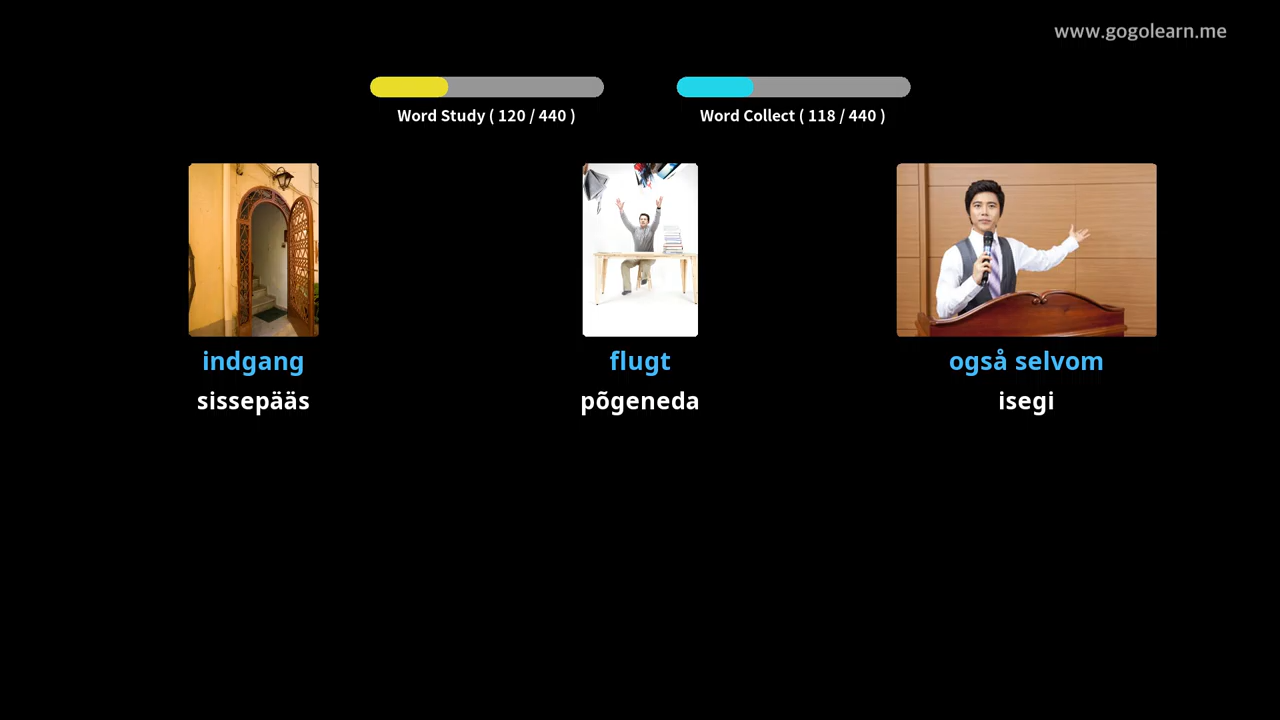 www.gogolearn.me
Word Study ( 120 / 440 )
Word Collect ( 118 / 440 )
indgang
flugt
også selvom
sissepääs
põgeneda
isegi